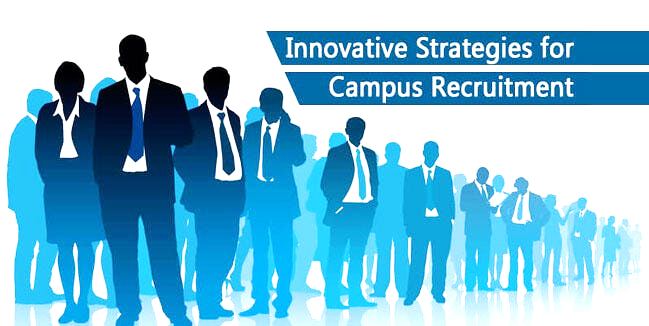 Innovative Strategies for
Campus Recruitment